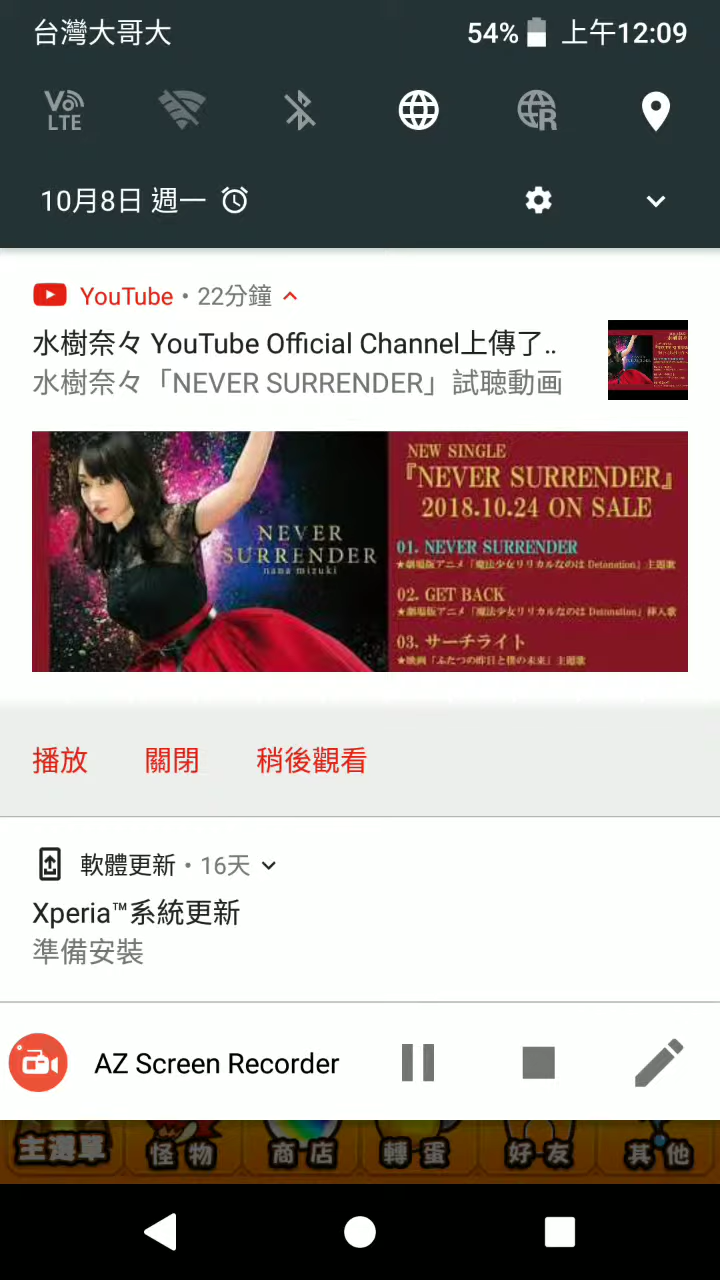 台灣大哥大
54%
上午12:09
VoLTE
R
10月8日 週一
YouTube • 22分鐘
水樹奈々 YouTube Official Channel上傳了..
水樹奈々「NEVER SURRENDER」試聴動画
NEVER
SURRENDER
nana mizuki
NEW SINGLE
『NEVER SURRENDER』
2018.10.24 ON SALE
01. NEVER SURRENDER
★劇場版アニメ「魔法少女リリカルなのは Detonation」主題歌
02. GET BACK
★劇場版アニメ「魔法少女リリカルなのは Detonation」挿入歌
03. サーチライト
★映画「ふたつの昨日と僕の未来」主題歌
播放
關閉
稍後觀看
軟體更新 • 16天
Xperia™系統更新
準備安裝
AZ Screen Recorder
主選單
怪物
商店
轉蛋
好友
其他